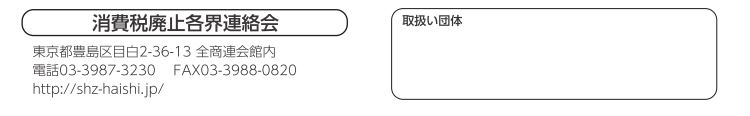 消費税廃止各界連絡会
東京都豊島区目白2-36-13 全商連会館内
電話03-3987-3230　FAX03-3988-0820
http://shz-haishi.jp/
取扱い団体